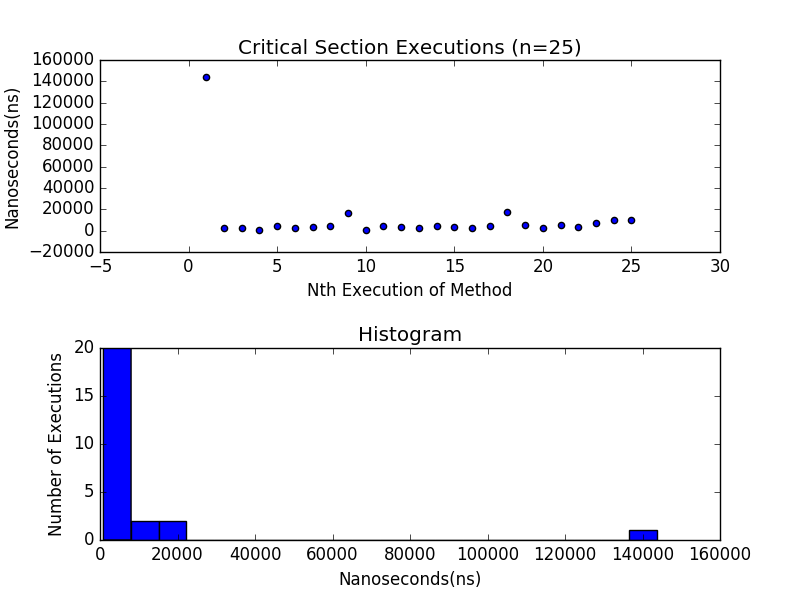 Critical Section Executions (n=25)
160000
140000
120000
100000
80000
60000
40000
20000
0
−20000
Nanoseconds(ns)
−5 0 5 10 15 20 25 30
Nth Execution of Method
Histogram
20
15
10
5
0
Number of Executions
0 20000 40000 60000 80000 100000 120000 140000 160000
Nanoseconds(ns)